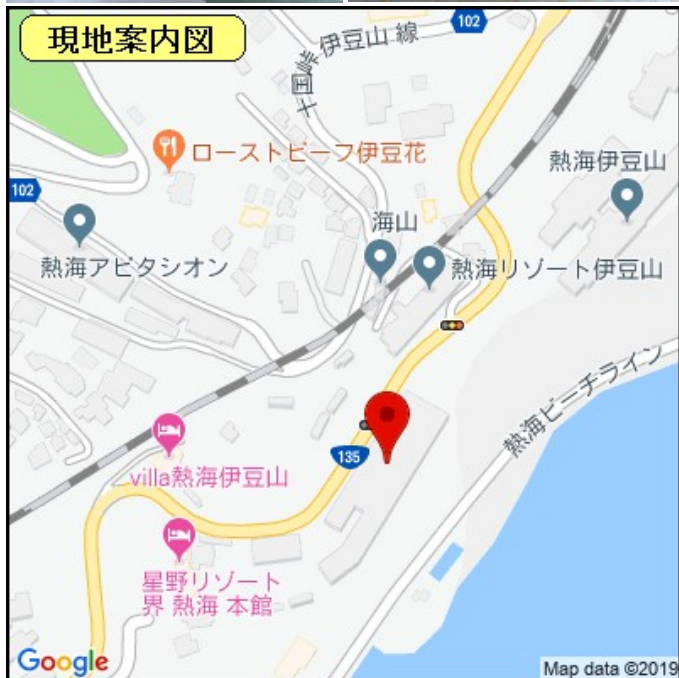 現地案内図
102
十国峠伊豆山線
ローストビーフ伊豆花
熱海伊豆山
102
海山
熱海アビタシオン
熱海リゾート伊豆山
熱海ビーチライン
135
villa熱海伊豆山
星野リゾート
界 熱海 本館
Google
Map data ©2019